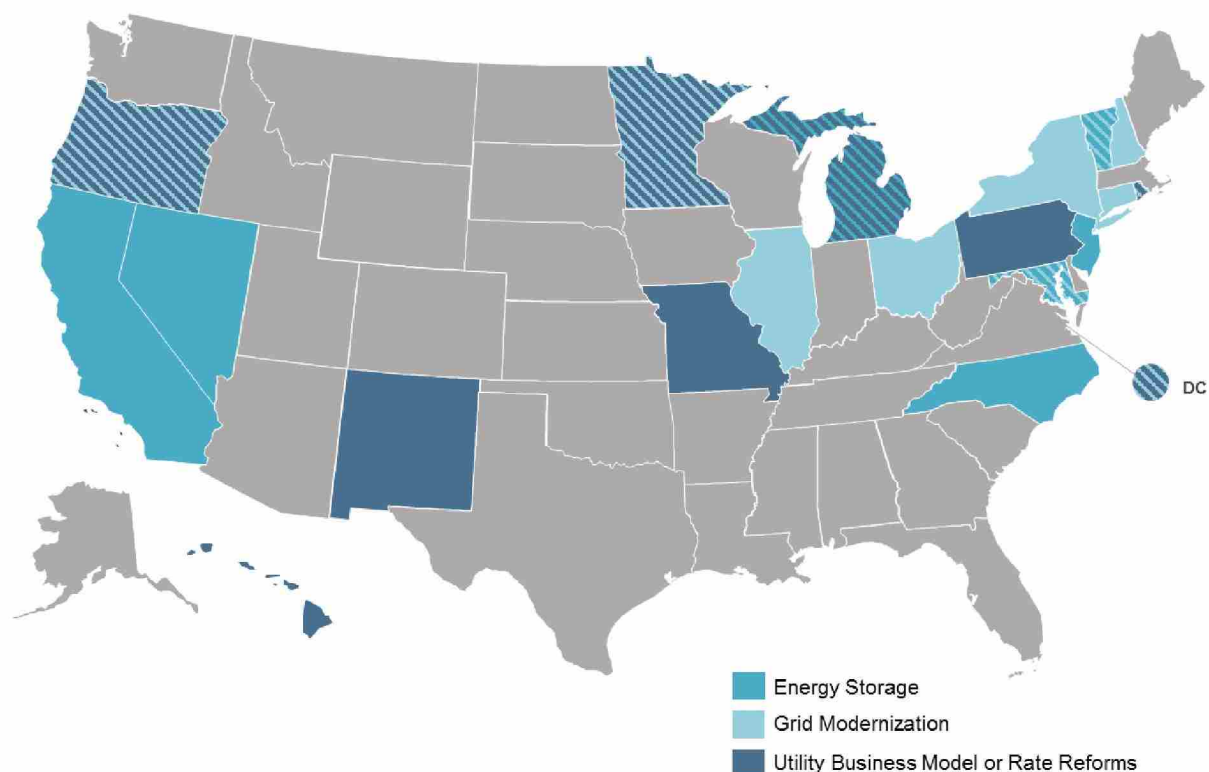 DC
Energy Storage
Grid Modernization
Utility Business Model or Rate Reforms